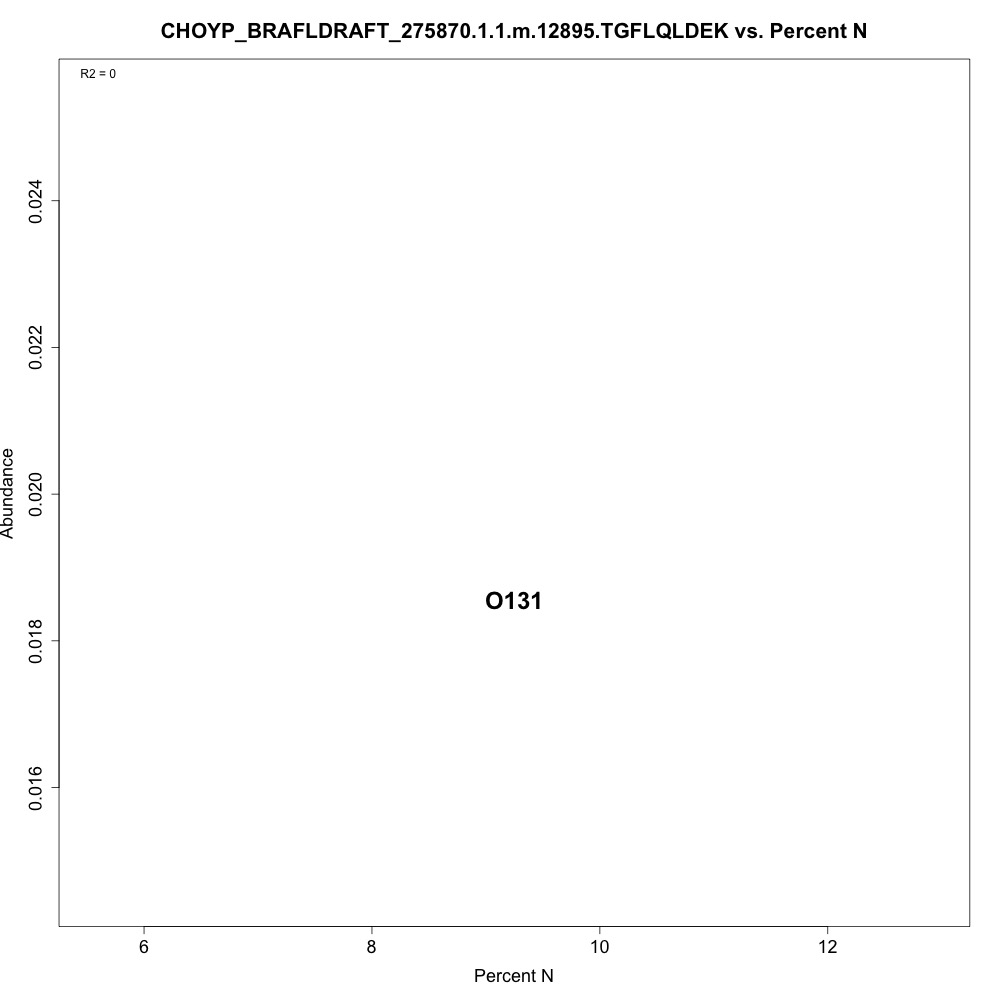 CHOYP_BRAFLDRAFT_275870.1.1.m.12895.TGFLQLDEK vs. Percent N
R2 = 0
0.024
0.022
0.020
0.018
0.016
Abundance
O131
6 8 10 12
Percent N